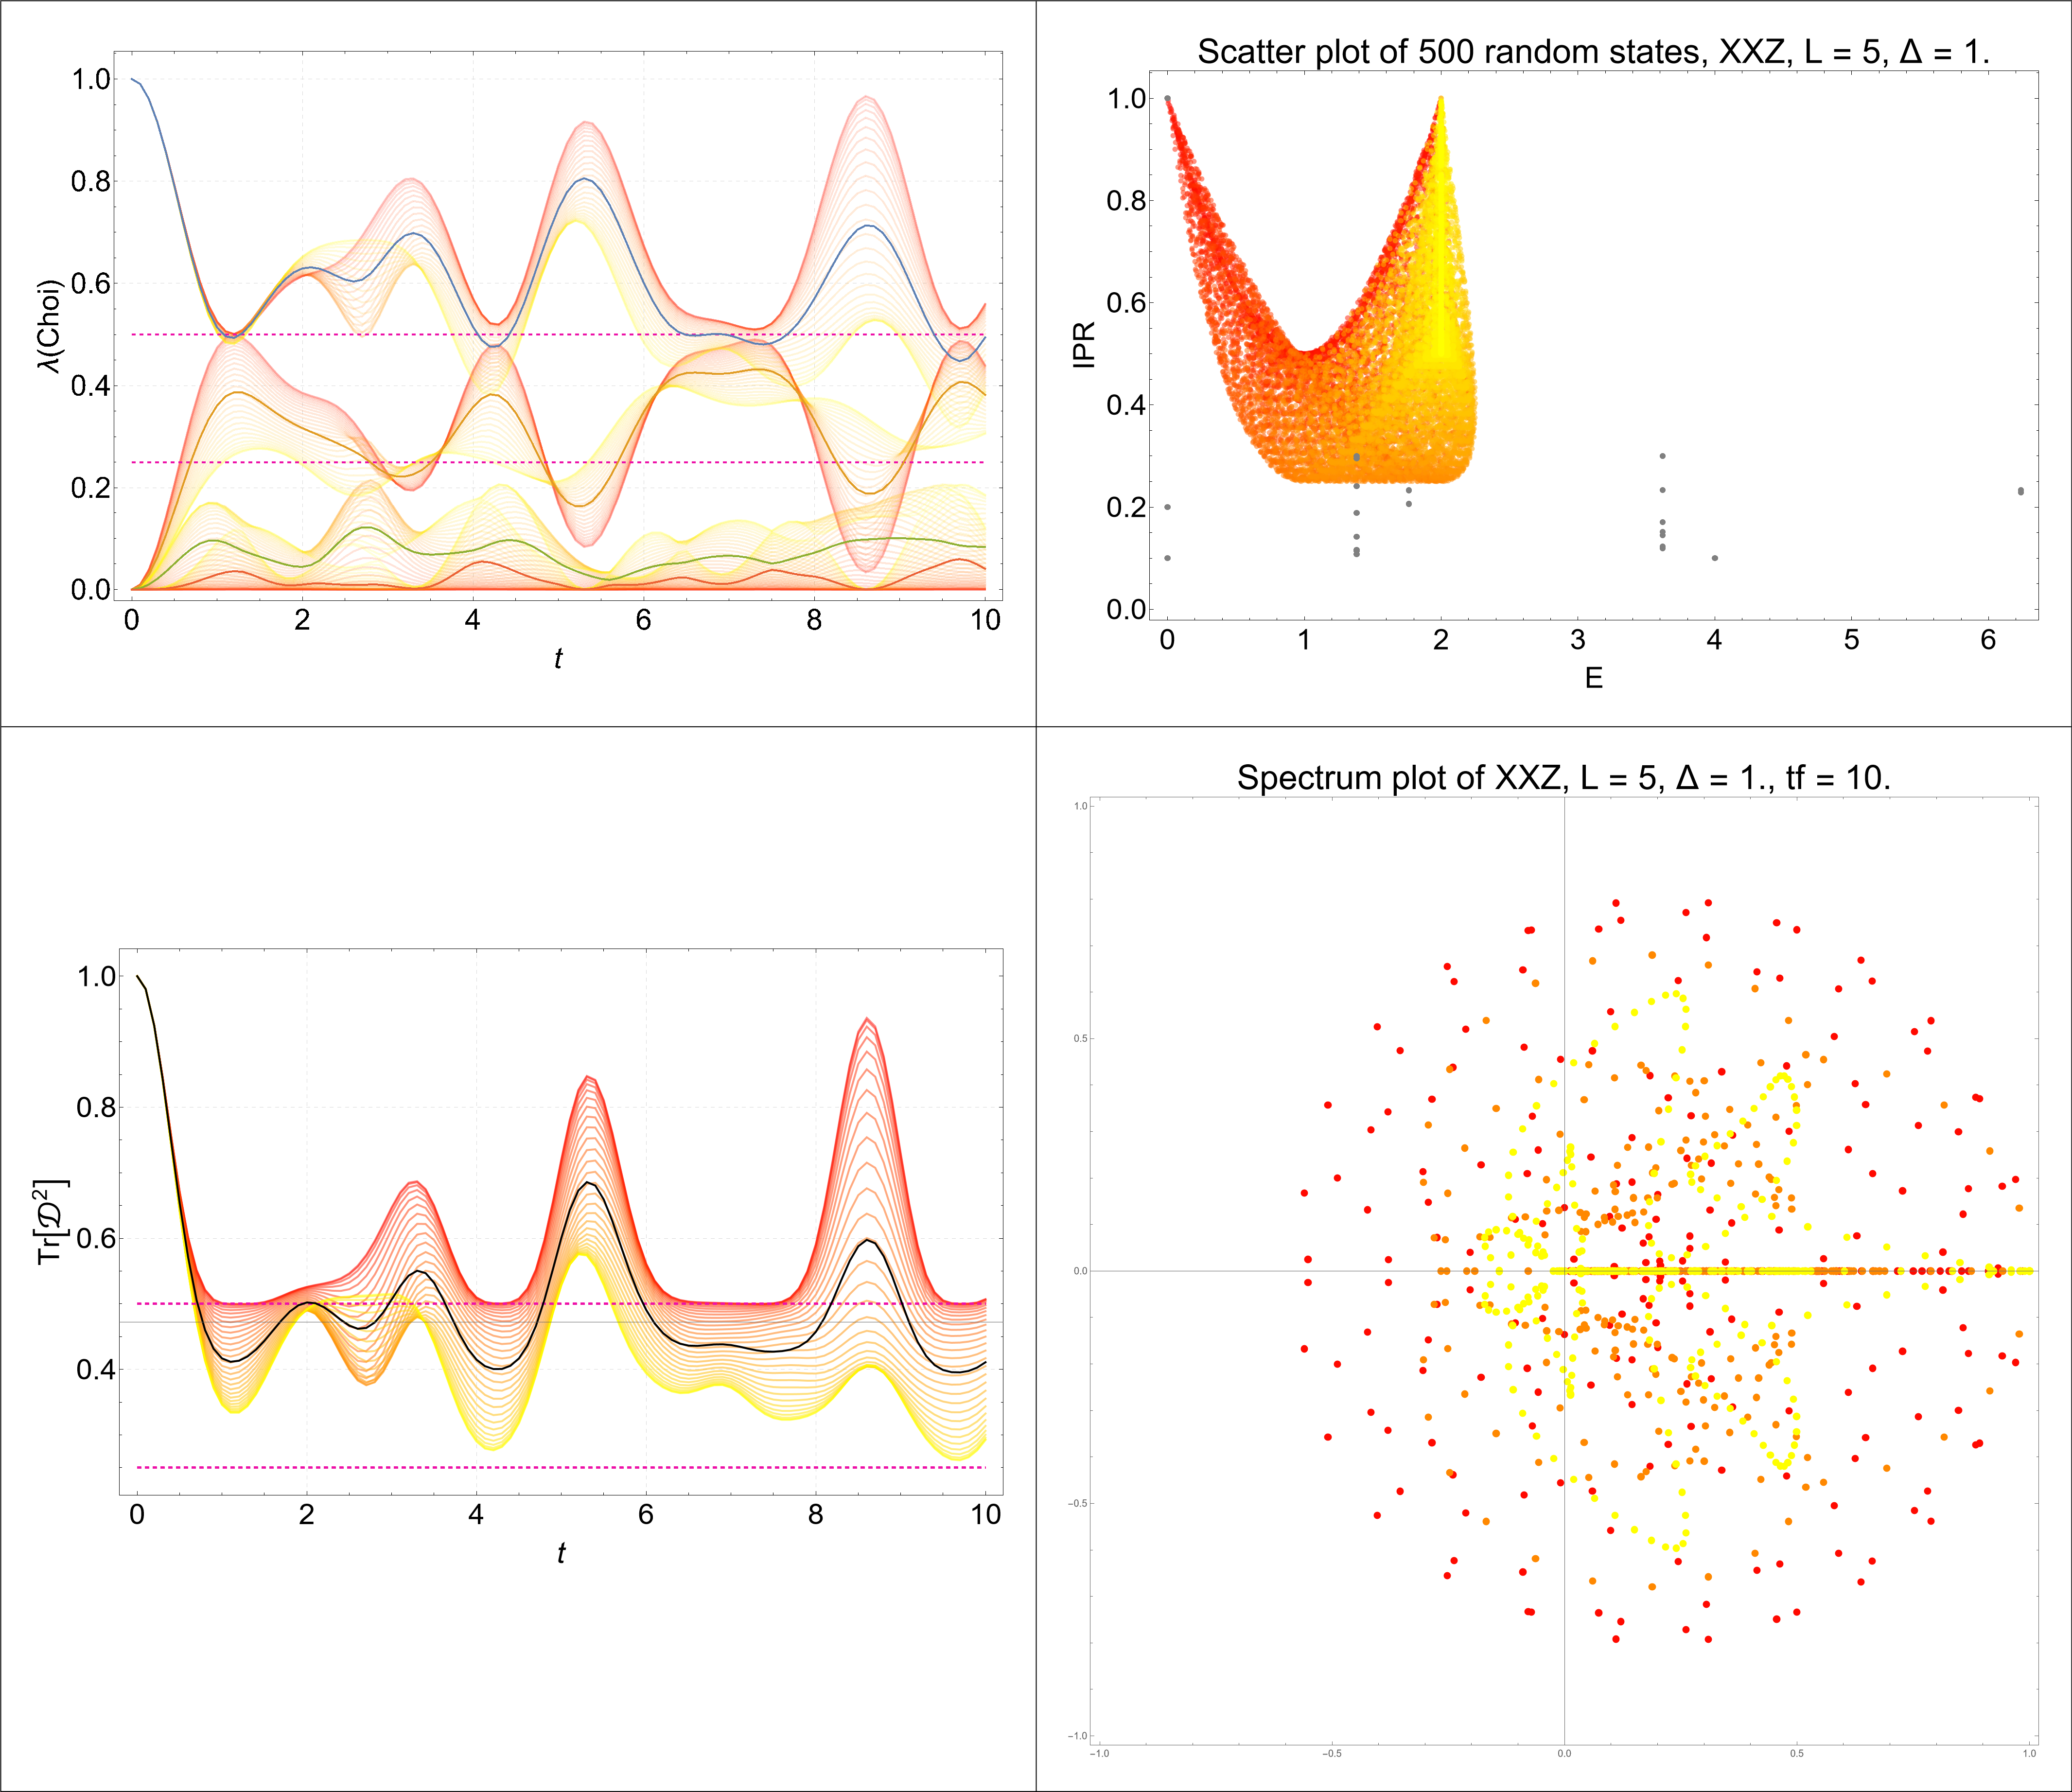 1.0
0.8
0.6
0.4
0.2
0.0
λ(Choi)
0 2 4 6 8 10
t
Scatter plot of 500 random states, XXZ, L = 5, Δ = 1.
1.0
0.8
0.6
0.4
0.2
0.0
IPR
0 1 2 3 4 5 6
E
1.0
0.8
0.6
0.4
Tr[𝒟²]
0 2 4 6 8 10
t
Spectrum plot of XXZ, L = 5, Δ = 1., tf = 10.
1.0
0.5
0.0
−0.5
−1.0
−1.0 −0.5 0.0 0.5 1.0